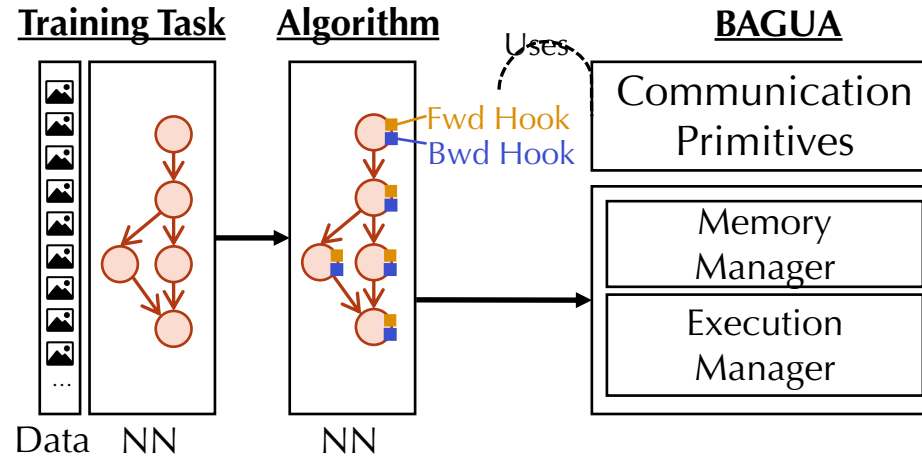 Training Task
Algorithm
BAGUA
Uses
Communication
Primitives
Fwd Hook
Bwd Hook
Memory
Manager
Execution
Manager
...
Data
NN
NN